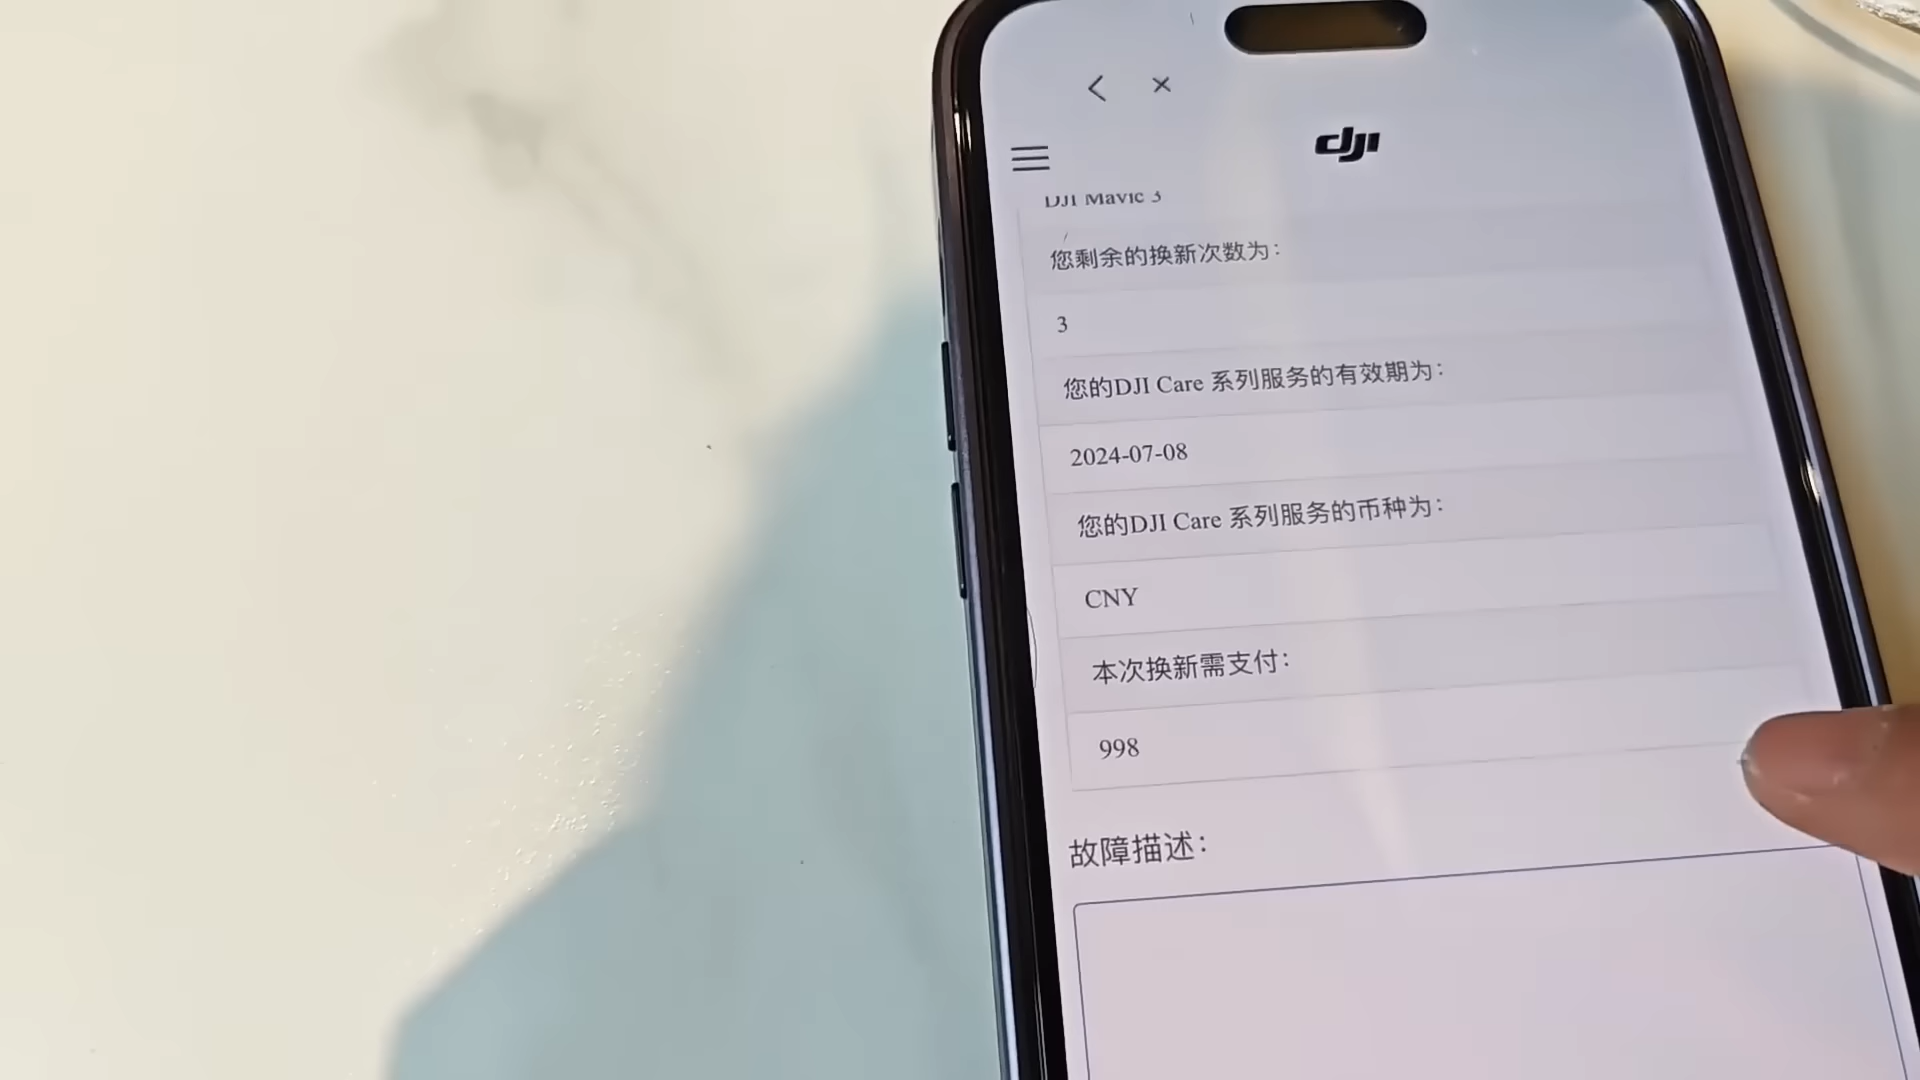 dji
DJI Mavic 3
您剩余的换新次数为：
3
您的DJI Care 系列服务的有效期为：
2024-07-08
您的DJI Care 系列服务的币种为：
CNY
本次换新需支付：
998
故障描述：